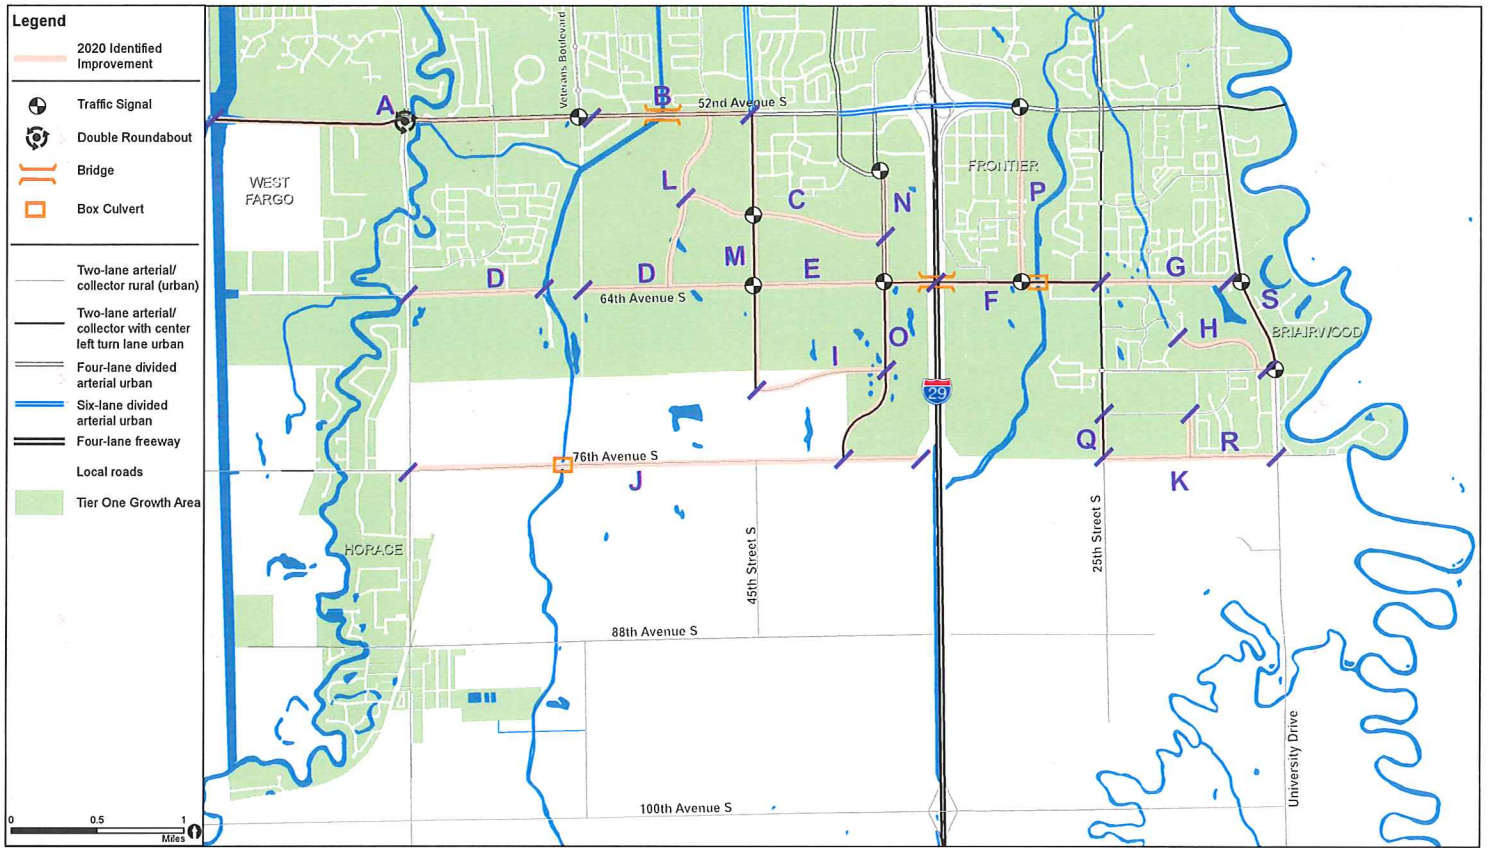 Legend
2020 Identified
Improvement
Traffic Signal
Double Roundabout
Bridge
Box Culvert
Two-lane arterial/
collector rural (urban)
Two-lane arterial/
collector with center
left turn lane urban
Four-lane divided
arterial urban
Six-lane divided
arterial urban
Four-lane freeway
Local roads
Tier One Growth Area
0 0.5 1
Miles
Veterans Boulevard
A
B
52nd Avenue S
WEST
FARGO
FRONTIER
L
C
N
P
D
D
M
E
G
64th Avenue S
F
S
O
H
BRIARWOOD
I
29
76th Avenue S
J
Q
R
K
HORACE
45th Street S
25th Street S
88th Avenue S
University Drive
100th Avenue S